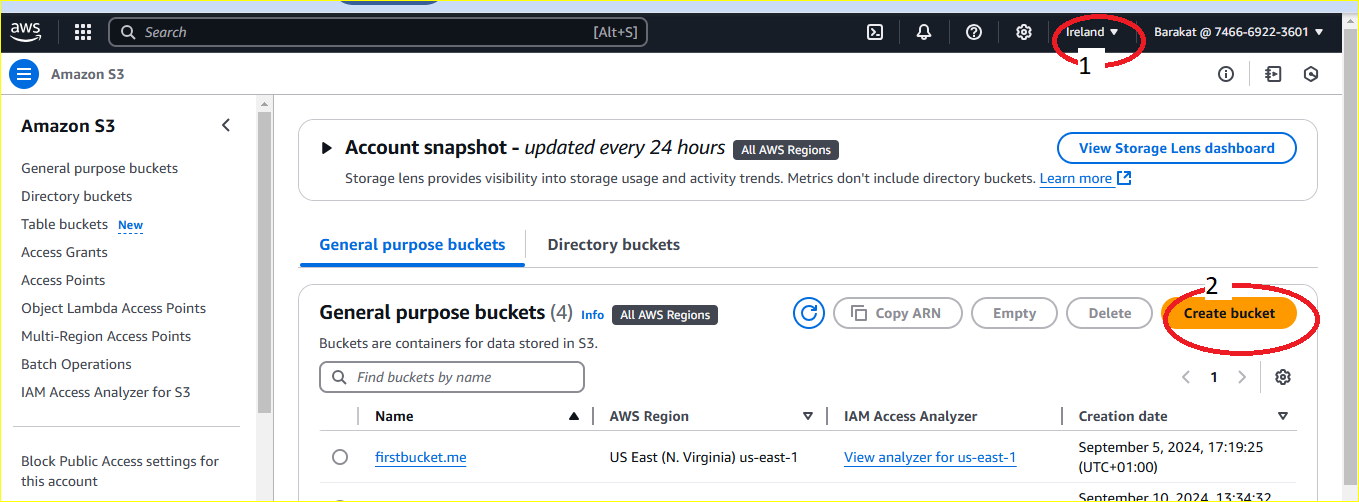 aws
Search
[Alt+S]
Ireland
Barakat @ 7466-6922-3601
1
Amazon S3
Amazon S3
General purpose buckets
Directory buckets
Table buckets New
Access Grants
Access Points
Object Lambda Access Points
Multi-Region Access Points
Batch Operations
IAM Access Analyzer for S3
Block Public Access settings for
this account
Account snapshot - updated every 24 hours All AWS Regions
View Storage Lens dashboard
Storage lens provides visibility into storage usage and activity trends. Metrics don't include directory buckets. Learn more
General purpose buckets
Directory buckets
2
General purpose buckets (4) Info All AWS Regions
Copy ARN
Empty
Delete
Create bucket
Buckets are containers for data stored in S3.
Find buckets by name
1
Name
AWS Region
IAM Access Analyzer
Creation date
firstbucket.me
US East (N. Virginia) us-east-1
View analyzer for us-east-1
September 5, 2024, 17:19:25
(UTC+01:00)
September 10, 2024, 13:34:32